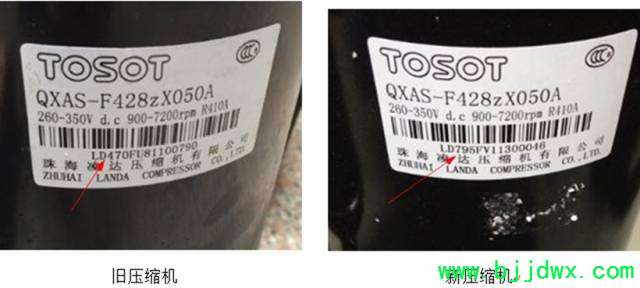 TOSOT
QXAS-F428zX050A
260-350V d.c 900-7200rpm R410A
LD470FU81100790
珠海凌达压缩机有限公司
ZHUHAI LANDA COMPRESSOR CO.,LTD.
旧压缩机
TOSOT
QXAS-F428zX050A
260-350V d.c 900-7200rpm R410A
LD795FV11300046
珠海凌达压缩机有限公司
ZHUHAI LANDA COMPRESSOR CO.,LTD.
新压缩机
www.bjjdwx.com